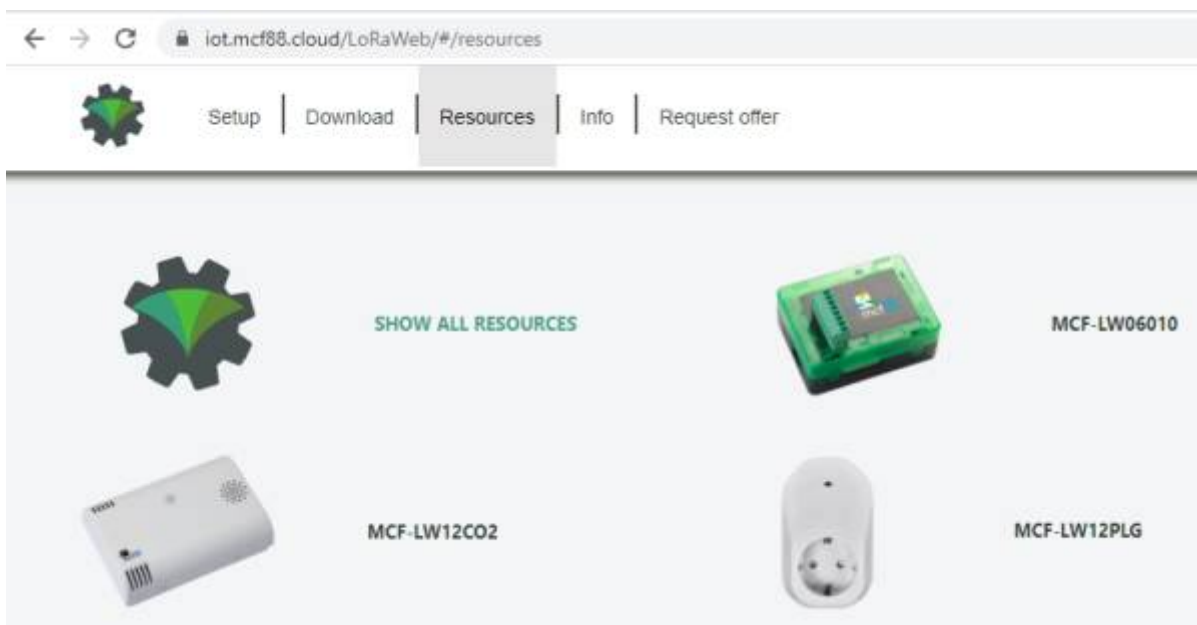 iot.mcf88.cloud/LoRaWeb/#/resources
Setup Download Resources Info Request offer
SHOW ALL RESOURCES
MCF-LW06010
MCF-LW12CO2
MCF-LW12PLG